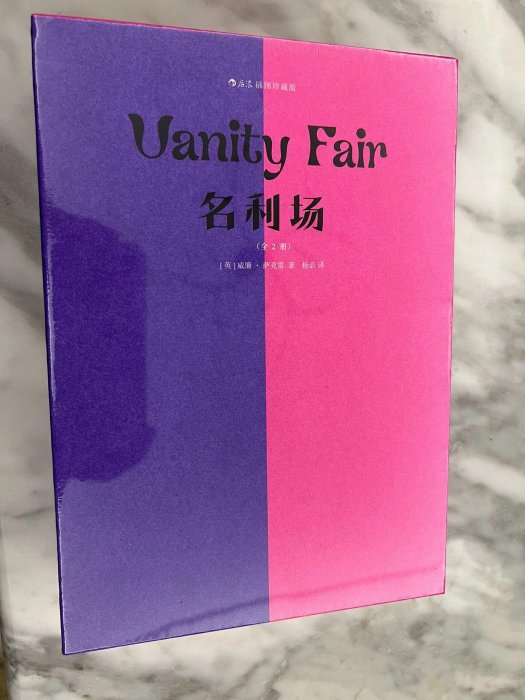 后浪 插图珍藏版
Vanity Fair
名利场
（全 2 册）
[英] 威廉·萨克雷 著 杨必 译